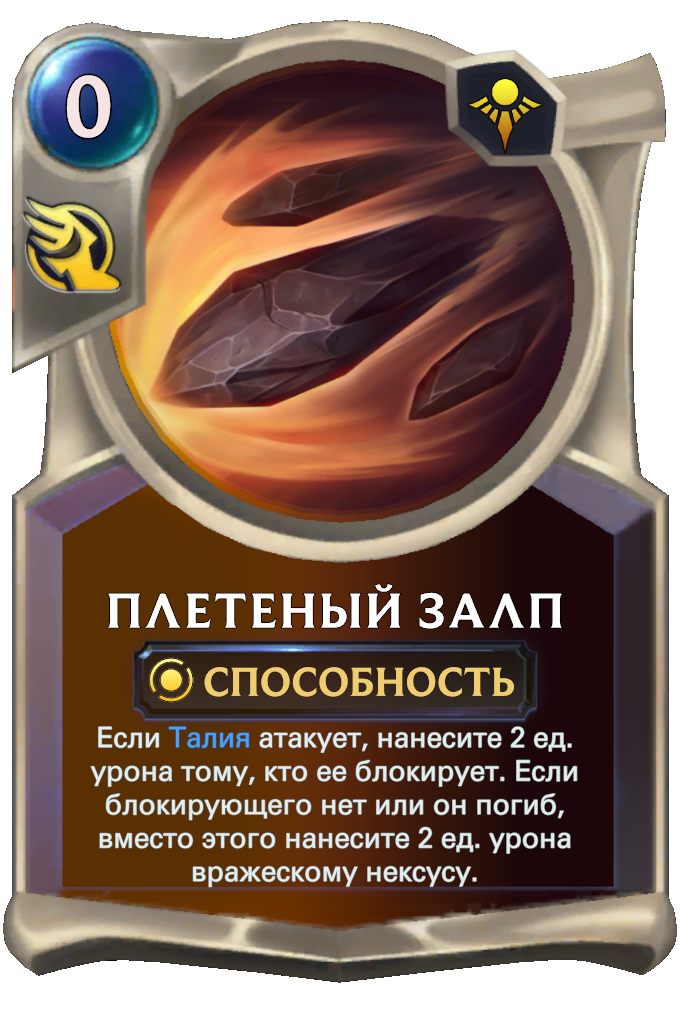 0
ПЛЕТЕНЫЙ ЗАЛП
СПОСОБНОСТЬ
Если Талия атакует, нанесите 2 ед.
урона тому, кто ее блокирует. Если
блокирующего нет или он погиб,
вместо этого нанесите 2 ед. урона
вражескому нексусу.